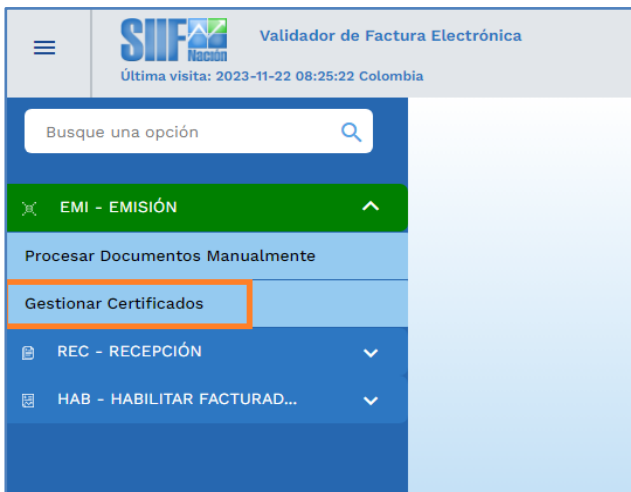 SIIF
Nación
Validador de Factura Electrónica
Última visita: 2023-11-22 08:25:22 Colombia
Busque una opción
EMI - EMISIÓN
Procesar Documentos Manualmente
Gestionar Certificados
REC - RECEPCIÓN
HAB - HABILITAR FACTURAD...